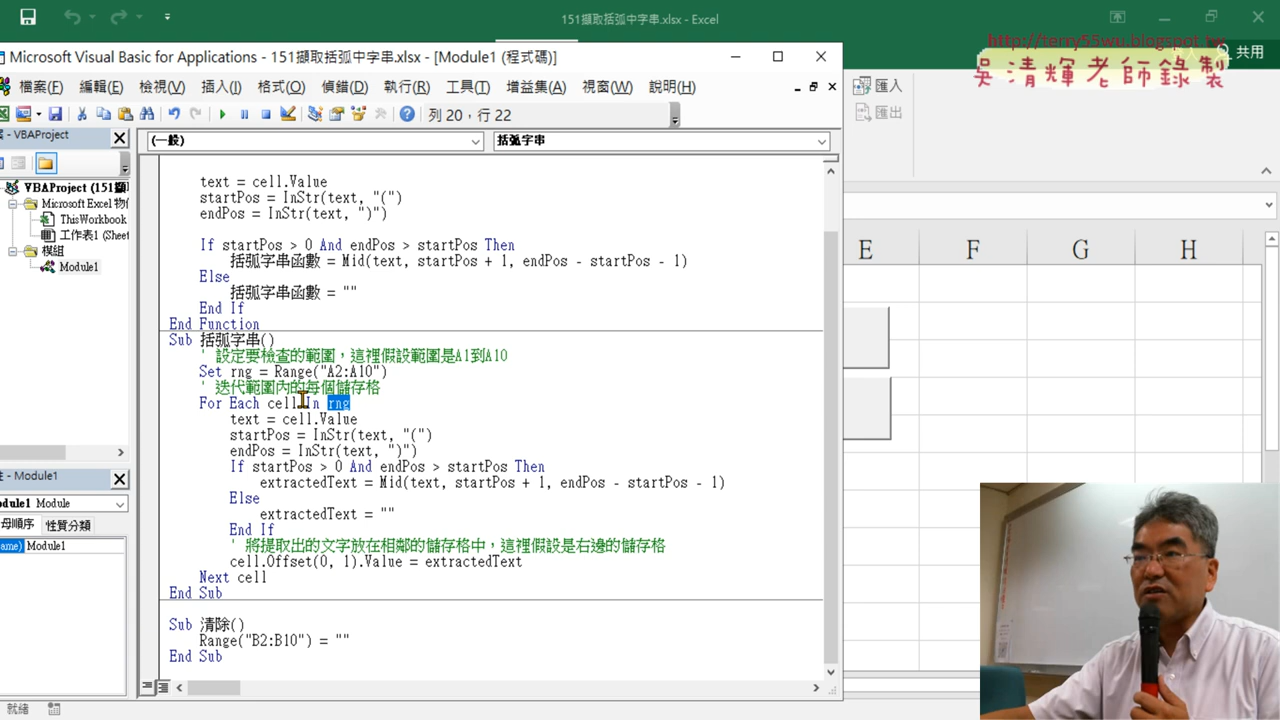 151擷取括弧中字串.xlsx - Excel
http://terry55wu.blogspot.tw
吳清輝老師錄製
共用
Microsoft Visual Basic for Applications - 151擷取括弧中字串.xlsx - [Module1 (程式碼)]
檔案(F) 編輯(E) 檢視(V) 插入(I) 格式(O) 偵錯(D) 執行(R) 工具(T) 增益集(A) 視窗(W) 說明(H)
匯入
匯出
列 20，行 22
- VBAProject
(一般)
括弧字串
VBAProject (151擷
Microsoft Excel 物件
ThisWorkbook
工作表1 (Sheet
模組
Module1
E F G H
text = cell.Value
startPos = InStr(text, "(")
endPos = InStr(text, ")")
If startPos > 0 And endPos > startPos Then
括弧字串函數 = Mid(text, startPos + 1, endPos - startPos - 1)
Else
括弧字串函數 = ""
End If
End Function
Sub 括弧字串()
' 設定要檢查的範圍，這裡假設範圍是A1到A10
Set rng = Range("A2:A10")
' 迭代範圍內的每個儲存格
For Each cell In rng
text = cell.Value
startPos = InStr(text, "(")
endPos = InStr(text, ")")
If startPos > 0 And endPos > startPos Then
extractedText = Mid(text, startPos + 1, endPos - startPos - 1)
Else
extractedText = ""
End If
' 將提取出的文字放在相鄰的儲存格中，這裡假設是右邊的儲存格
cell.Offset(0, 1).Value = extractedText
Next cell
End Sub
Sub 清除()
Range("B2:B10") = ""
End Sub
- Module1
odule1 Module
母順序 性質分類
ame) Module1
就緒